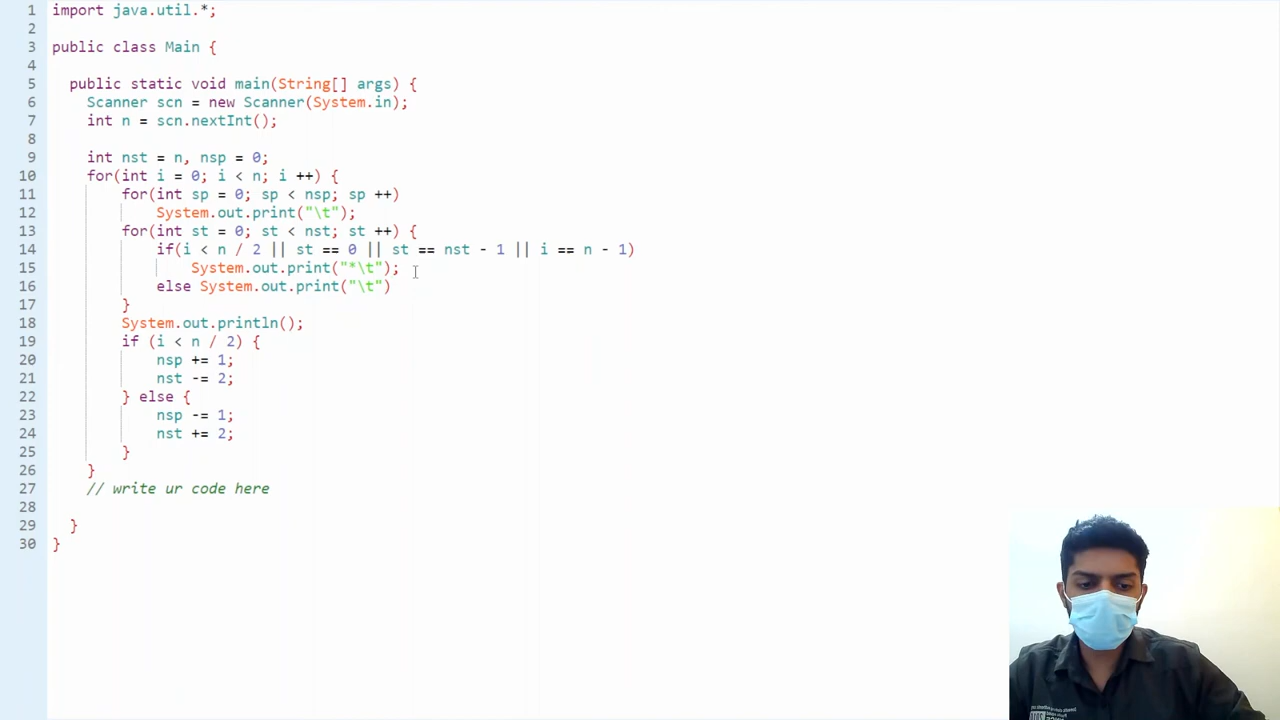 1 import java.util.*;
2
3 public class Main {
4
5 public static void main(String[] args) {
6 Scanner scn = new Scanner(System.in);
7 int n = scn.nextInt();
8
9 int nst = n, nsp = 0;
10 for(int i = 0; i < n; i ++) {
11 for(int sp = 0; sp < nsp; sp ++)
12 System.out.print("\t");
13 for(int st = 0; st < nst; st ++) {
14 if(i < n / 2 || st == 0 || st == nst - 1 || i == n - 1)
15 System.out.print("*\t");
16 else System.out.print("\t")
17 }
18 System.out.println();
19 if (i < n / 2) {
20 nsp += 1;
21 nst -= 2;
22 } else {
23 nsp -= 1;
24 nst += 2;
25 }
26 }
27 // write ur code here
28
29 }
30 }